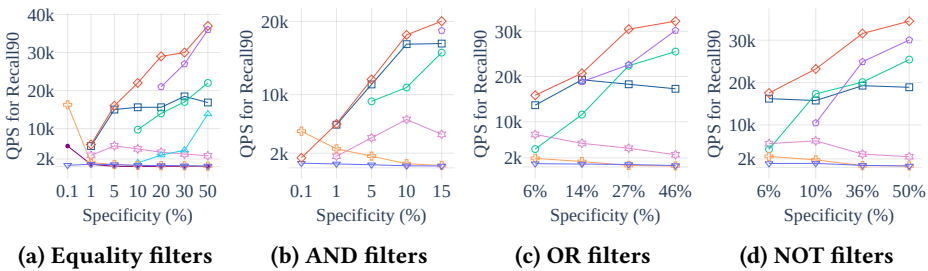 QPS for Recall90
40k
30k
20k
10k
2k
0.1 1 5 10 20 30 50
Specificity (%)
(a) Equality filters
QPS for Recall90
20k
10k
2k
0.1 1 5 10 15
Specificity (%)
(b) AND filters
QPS for Recall90
30k
20k
10k
2k
6% 14% 27% 46%
Specificity (%)
(c) OR filters
QPS for Recall90
30k
20k
10k
2k
6% 10% 36% 50%
Specificity (%)
(d) NOT filters